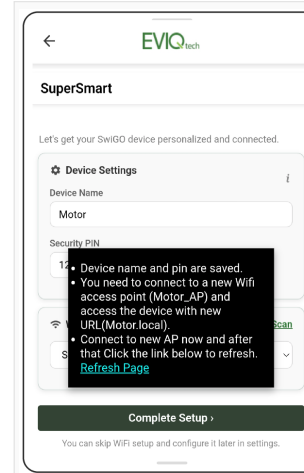 EVIQ tech
SuperSmart
Let's get your SwiGO device personalized and connected.
Device Settings
i
Device Name
Motor
Security PIN
12
• Device name and pin are saved.
• You need to connect to a new Wifi
access point (Motor_AP) and
access the device with new
URL(Motor.local).
• Connect to new AP now and after
that Click the link below to refresh.
Refresh Page
Scan
S
Complete Setup ›
You can skip WiFi setup and configure it later in settings.